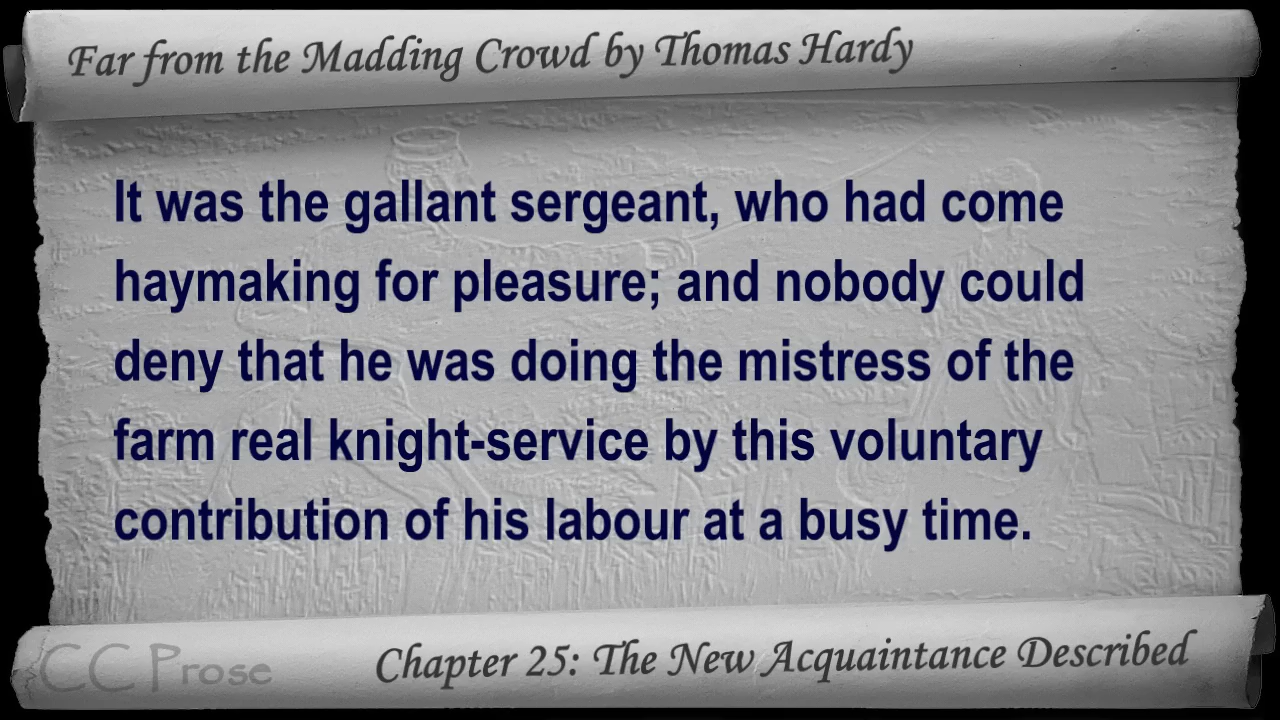 Far from the Madding Crowd by Thomas Hardy
It was the gallant sergeant, who had come
haymaking for pleasure; and nobody could
deny that he was doing the mistress of the
farm real knight-service by this voluntary
contribution of his labour at a busy time.
CC Prose
Chapter 25: The New Acquaintance Described